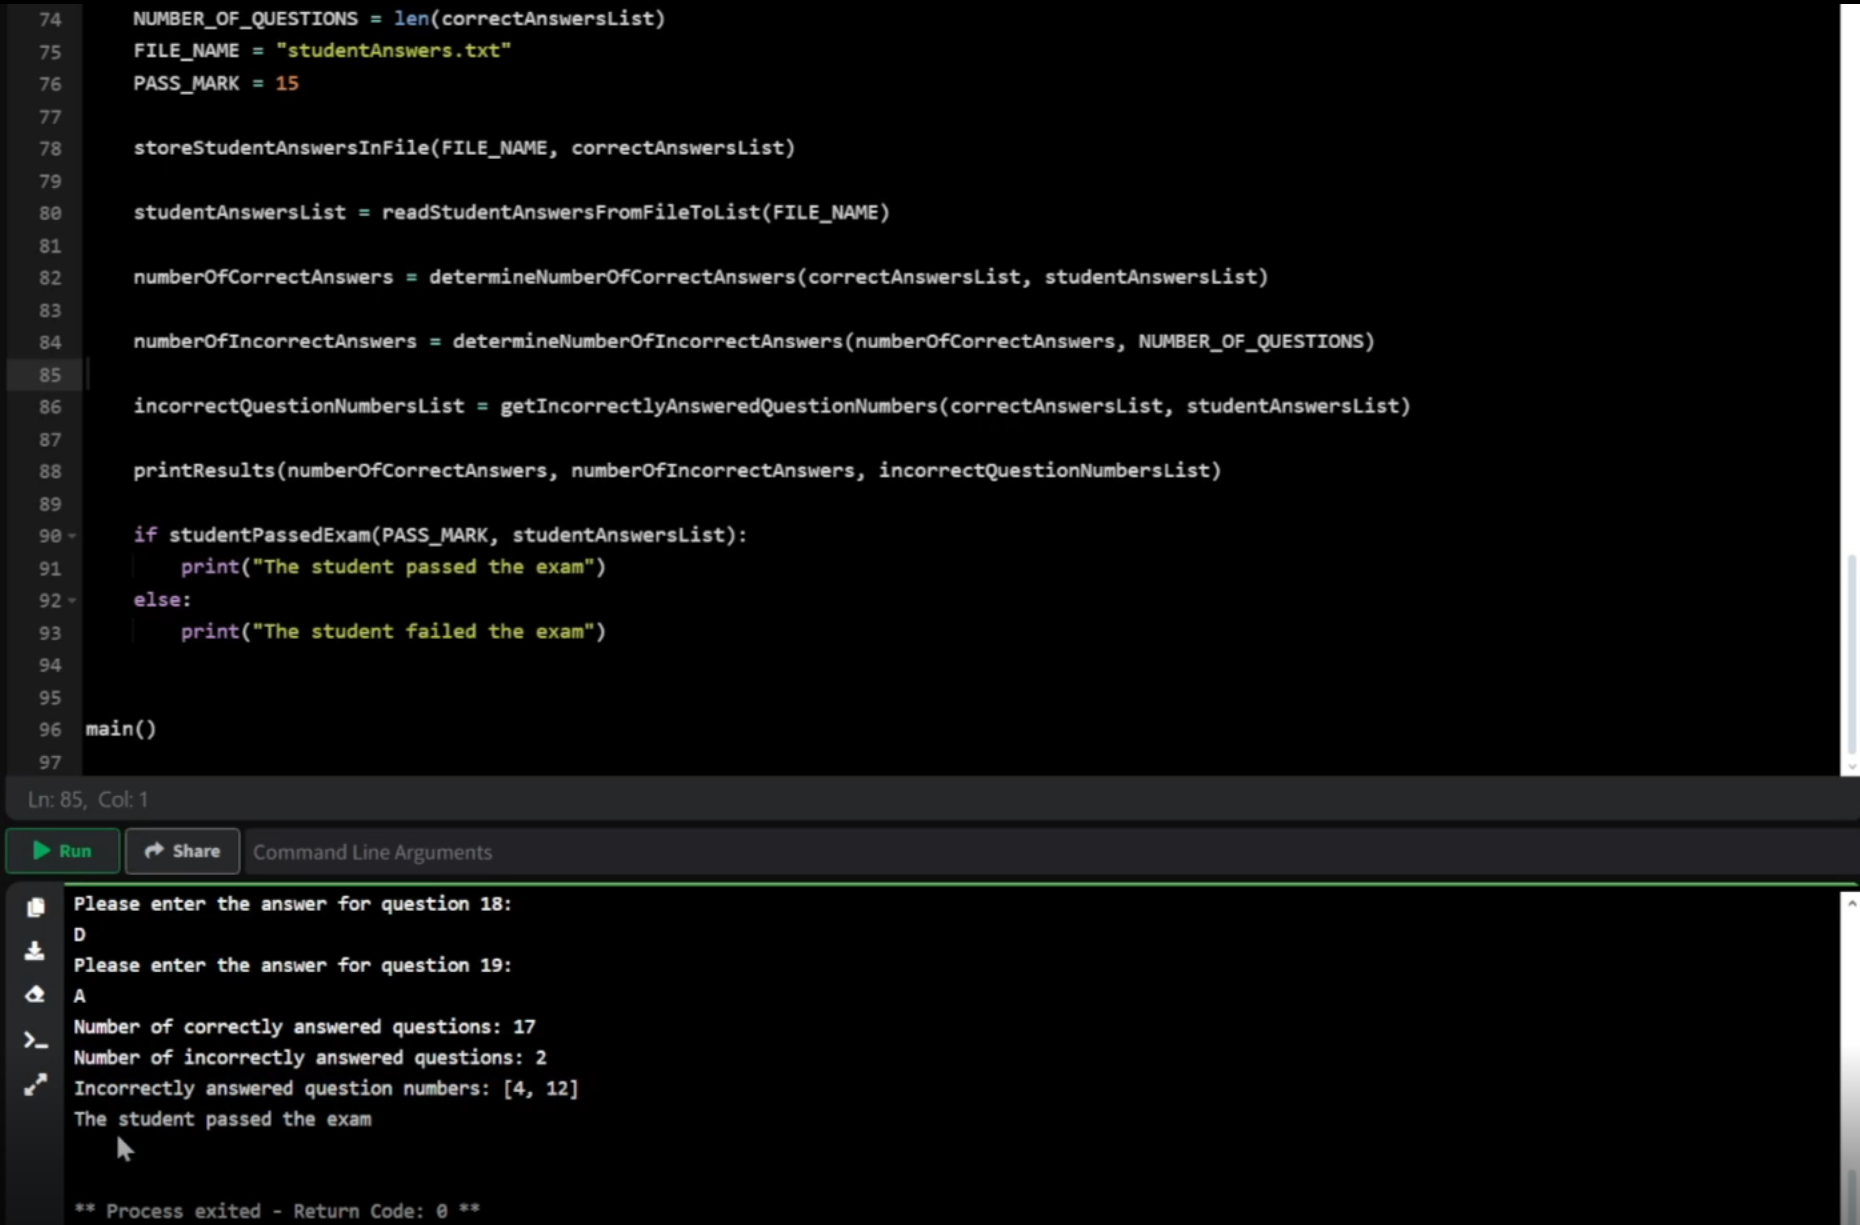 74 NUMBER_OF_QUESTIONS = len(correctAnswersList)
75 FILE_NAME = "studentAnswers.txt"
76 PASS_MARK = 15
77
78 storeStudentAnswersInFile(FILE_NAME, correctAnswersList)
79
80 studentAnswersList = readStudentAnswersFromFileToList(FILE_NAME)
81
82 numberOfCorrectAnswers = determineNumberOfCorrectAnswers(correctAnswersList, studentAnswersList)
83
84 numberOfIncorrectAnswers = determineNumberOfIncorrectAnswers(numberOfCorrectAnswers, NUMBER_OF_QUESTIONS)
85
86 incorrectQuestionNumbersList = getIncorrectlyAnsweredQuestionNumbers(correctAnswersList, studentAnswersList)
87
88 printResults(numberOfCorrectAnswers, numberOfIncorrectAnswers, incorrectQuestionNumbersList)
89
90 if studentPassedExam(PASS_MARK, studentAnswersList):
91 print("The student passed the exam")
92 else:
93 print("The student failed the exam")
94
95
96 main()
97
Ln: 85, Col: 1
Run Share Command Line Arguments
Please enter the answer for question 18:
D
Please enter the answer for question 19:
A
Number of correctly answered questions: 17
Number of incorrectly answered questions: 2
Incorrectly answered question numbers: [4, 12]
The student passed the exam
** Process exited - Return Code: 0 **